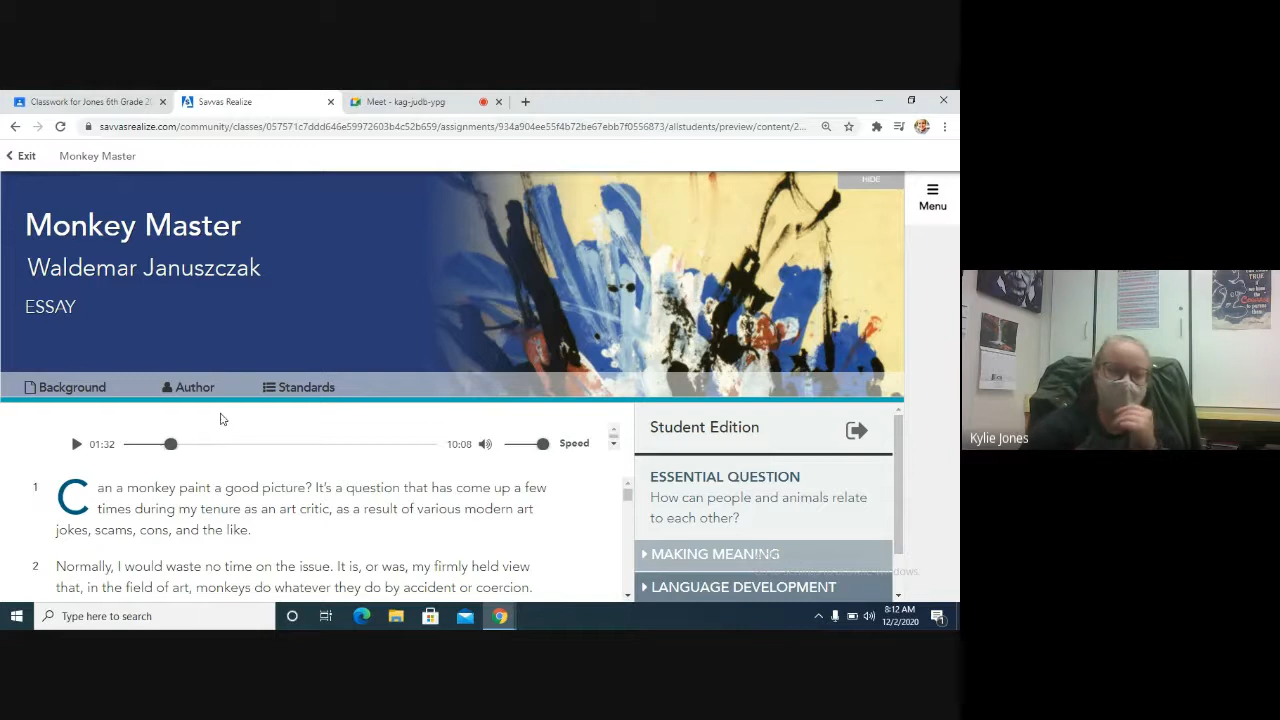 Classwork for Jones 6th Grade 2
Savvas Realize
Meet - kag-judb-ypg
savvasrealize.com/community/classes/057571c7ddd646e59972603b4c52b659/assignments/934a904ee55f4b72be67ebb7f0556873/allstudents/preview/content/2...
Exit
Monkey Master
HIDE
Menu
Monkey Master
Waldemar Januszczak
ESSAY
Background
Author
Standards
01:32
10:08
Speed
1
Can a monkey paint a good picture? It's a question that has come up a few
times during my tenure as an art critic, as a result of various modern art
jokes, scams, cons, and the like.
2
Normally, I would waste no time on the issue. It is, or was, my firmly held view
that, in the field of art, monkeys do whatever they do by accident or coercion.
Student Edition
ESSENTIAL QUESTION
How can people and animals relate
to each other?
MAKING MEANING
LANGUAGE DEVELOPMENT
Type here to search
8:12 AM
12/2/2020
1
TRUE
Courage
Kylie Jones